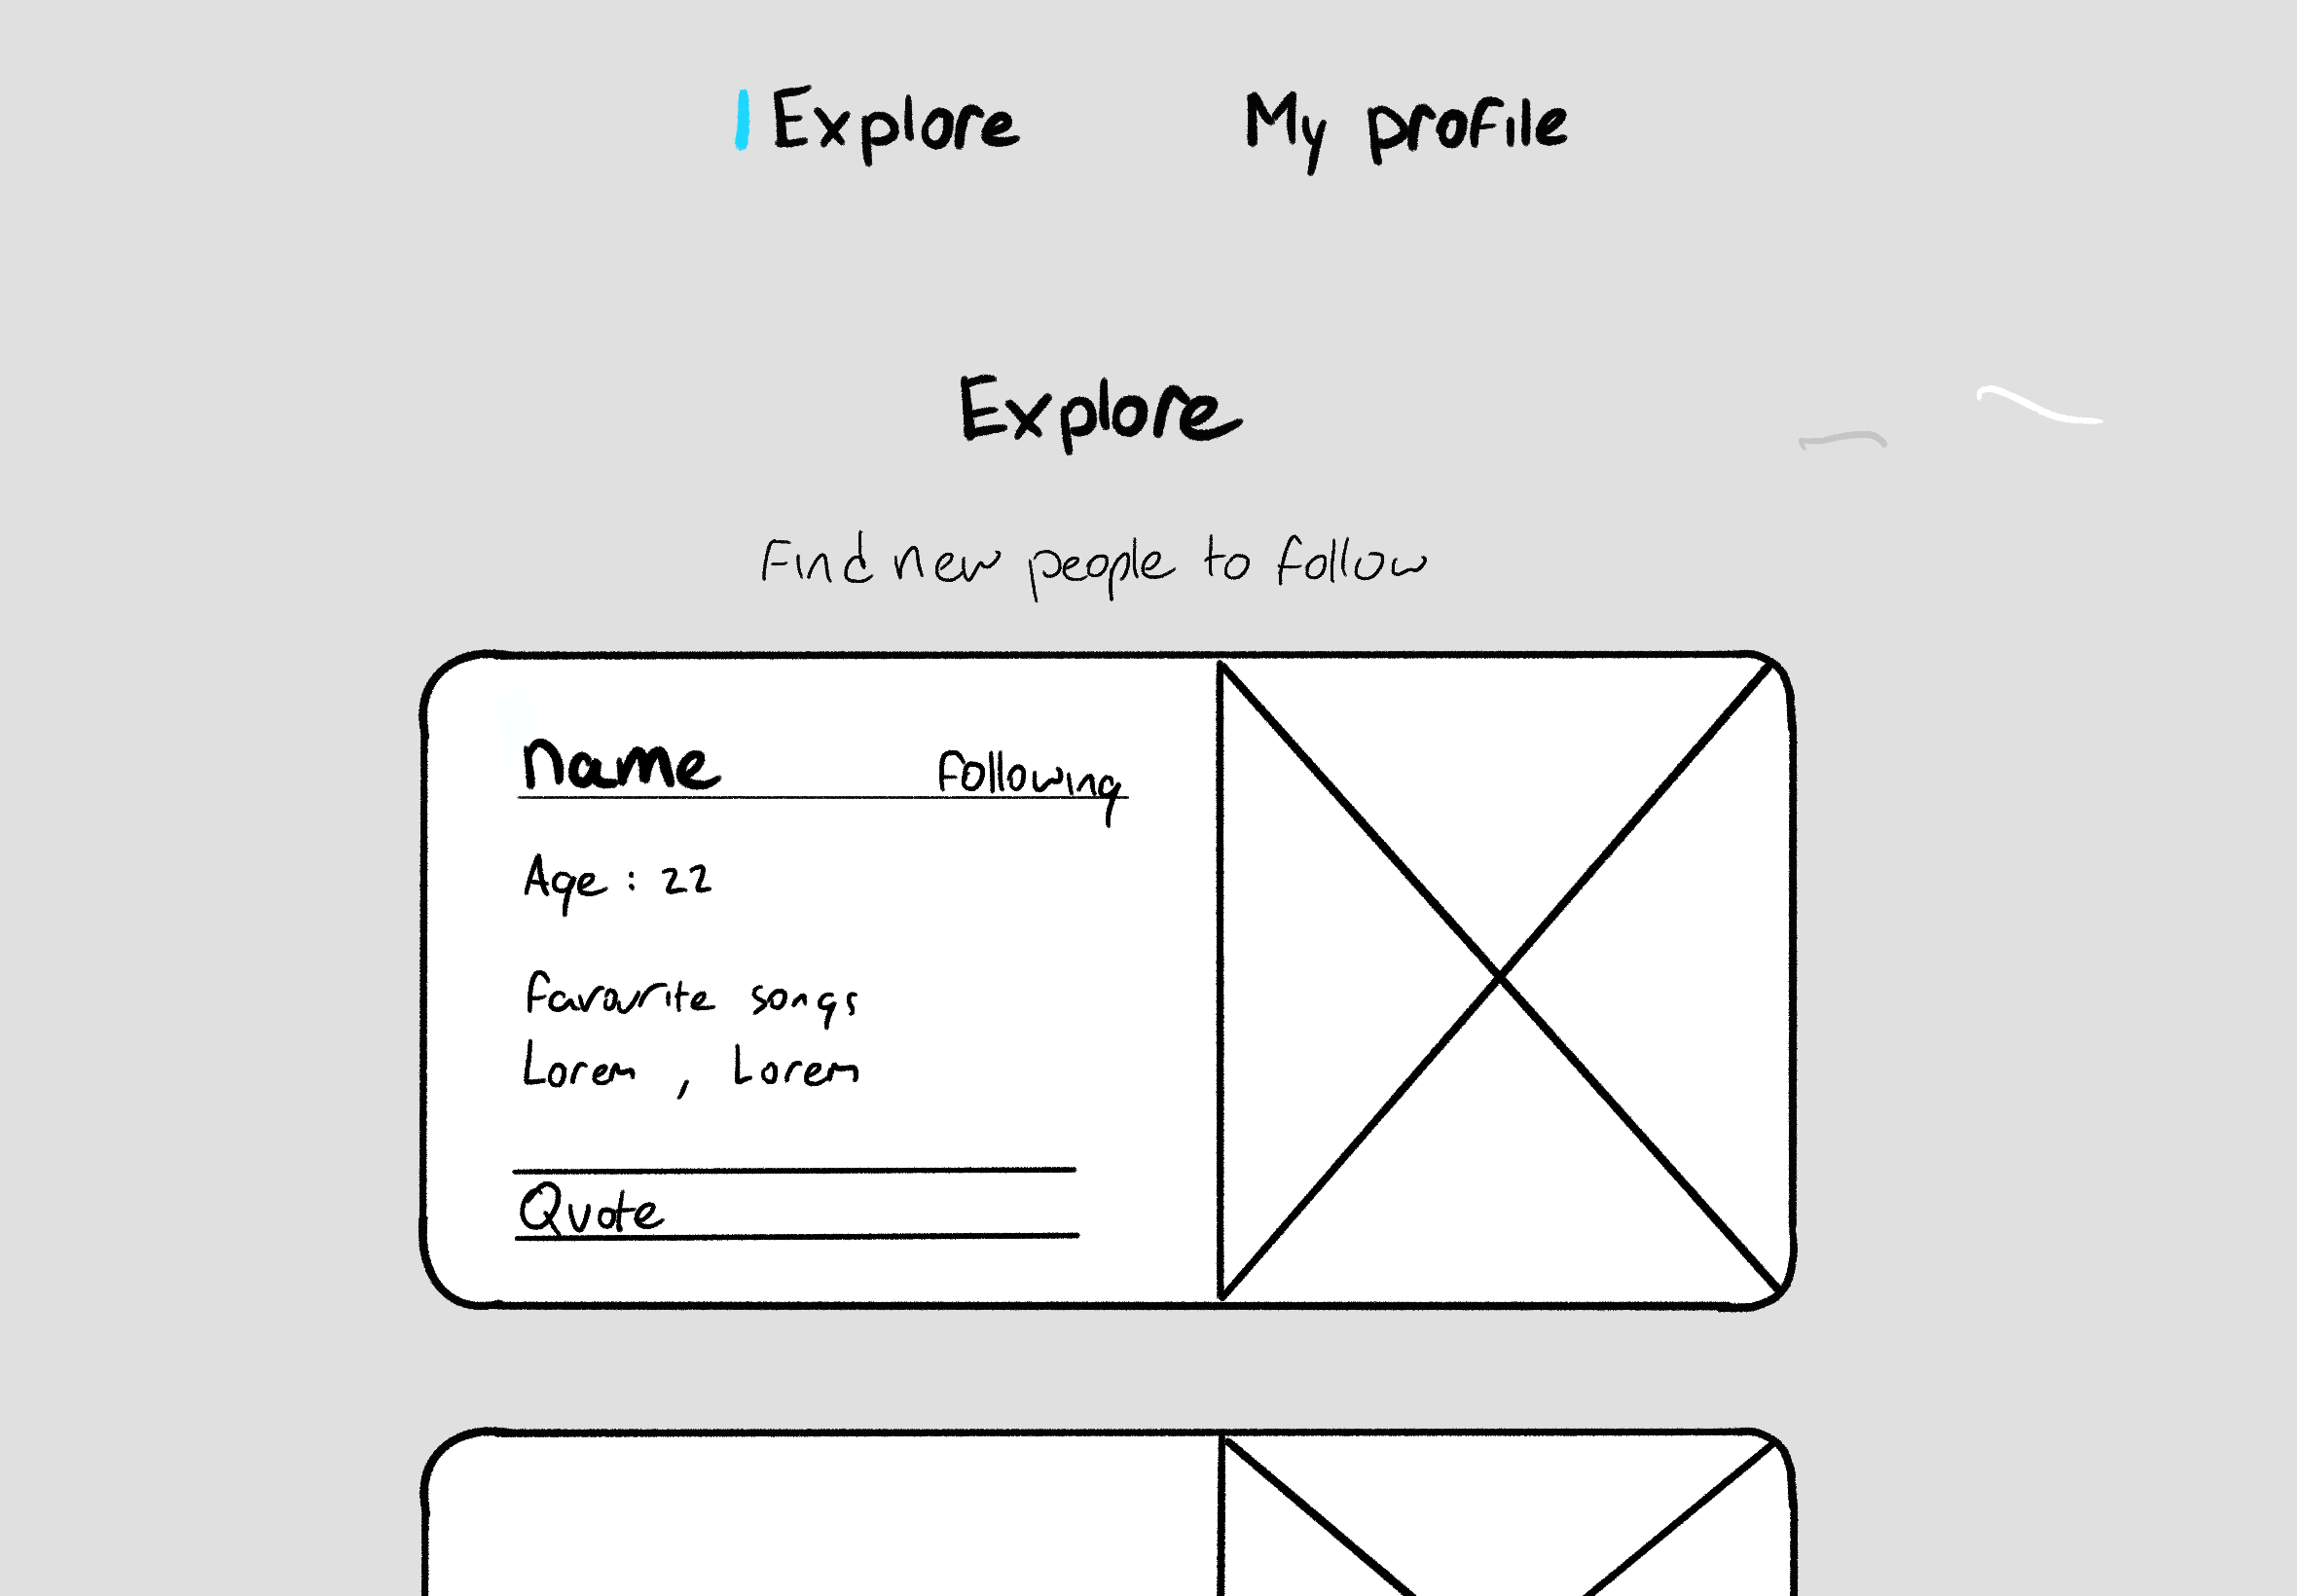 Explore My profile
Explore
Find new people to follow
name following
Age : 22
favourite songs
Lorem , Lorem
Quote